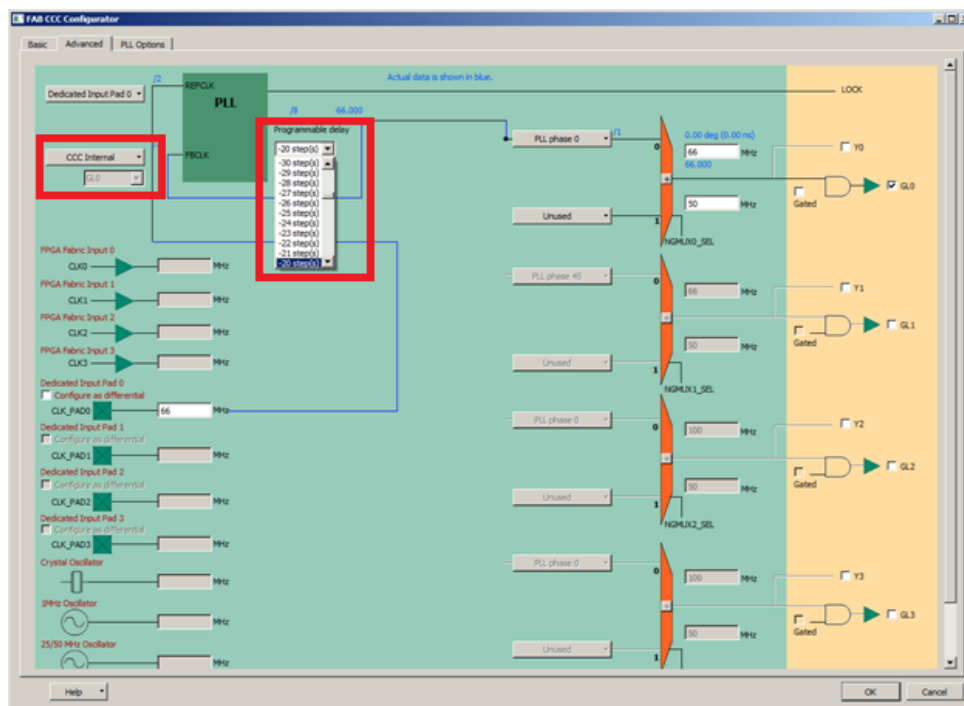 FAB CCC Configurator
Basic Advanced PLL Options
Actual data is shown in blue.
Dedicated Input Pad 0
/2
REFCLK
PLL
LOCK
/8 66.000
Programmable delay
-20 step(s)
-30 step(s)
-29 step(s)
-28 step(s)
-27 step(s)
-26 step(s)
-25 step(s)
-24 step(s)
-23 step(s)
-22 step(s)
-21 step(s)
-20 step(s)
CCC Internal
GL0
FBCLK
PLL phase 0
/1
0
0.00 deg (0.00 ns)
66 MHz
66.000
Y0
Gated
GL0
Unused
1
50 MHz
NGMUX0_SEL
FPGA Fabric Input 0
CLK0 MHz
FPGA Fabric Input 1
CLK1 MHz
FPGA Fabric Input 2
CLK2 MHz
FPGA Fabric Input 3
CLK3 MHz
PLL phase 45
0
66 MHz
Y1
Gated
GL1
Unused
1
50 MHz
NGMUX1_SEL
Dedicated Input Pad 0
Configure as differential
CLK_PAD0 66 MHz
Dedicated Input Pad 1
Configure as differential
CLK_PAD1 MHz
Dedicated Input Pad 2
Configure as differential
CLK_PAD2 MHz
Dedicated Input Pad 3
Configure as differential
CLK_PAD3 MHz
PLL phase 0
0
100 MHz
Y2
Gated
GL2
Unused
1
50 MHz
NGMUX2_SEL
Crystal Oscillator
MHz
1MHz Oscillator
MHz
25/50 MHz Oscillator
MHz
PLL phase 0
0
100 MHz
Y3
Gated
GL3
Unused
1
50 MHz
Help
OK
Cancel